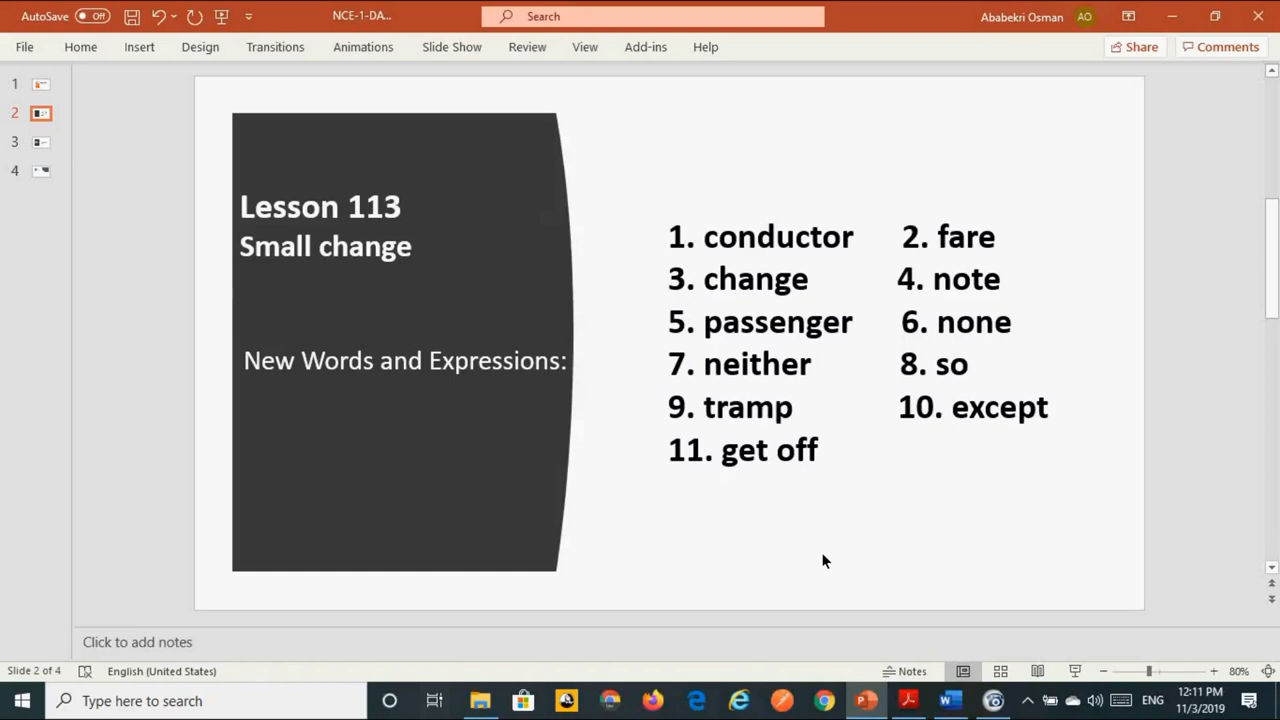 AutoSave Off NCE-1-DA... Search Ababekri Osman AO
File Home Insert Design Transitions Animations Slide Show Review View Add-ins Help Share Comments
1
2
3
4
Lesson 113
Small change
New Words and Expressions:
1. conductor 2. fare
3. change 4. note
5. passenger 6. none
7. neither 8. so
9. tramp 10. except
11. get off
Click to add notes
Slide 2 of 4 English (United States) Notes 80%
Type here to search ENG 12:11 PM
11/3/2019